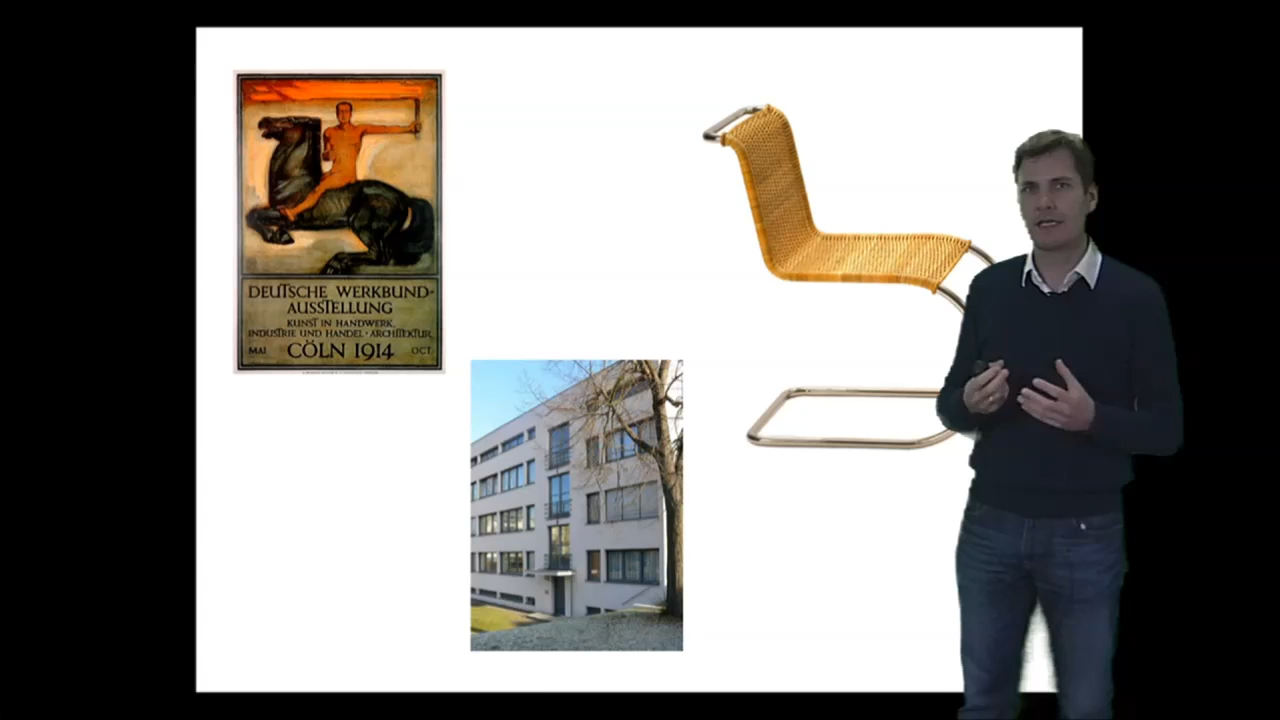 DEUTSCHE WERKBUND-
AUSSTELLUNG
KUNST IN HANDWERK,
INDUSTRIE UND HANDEL · ARCHITEKTUR
MAI CÖLN 1914 OCT.